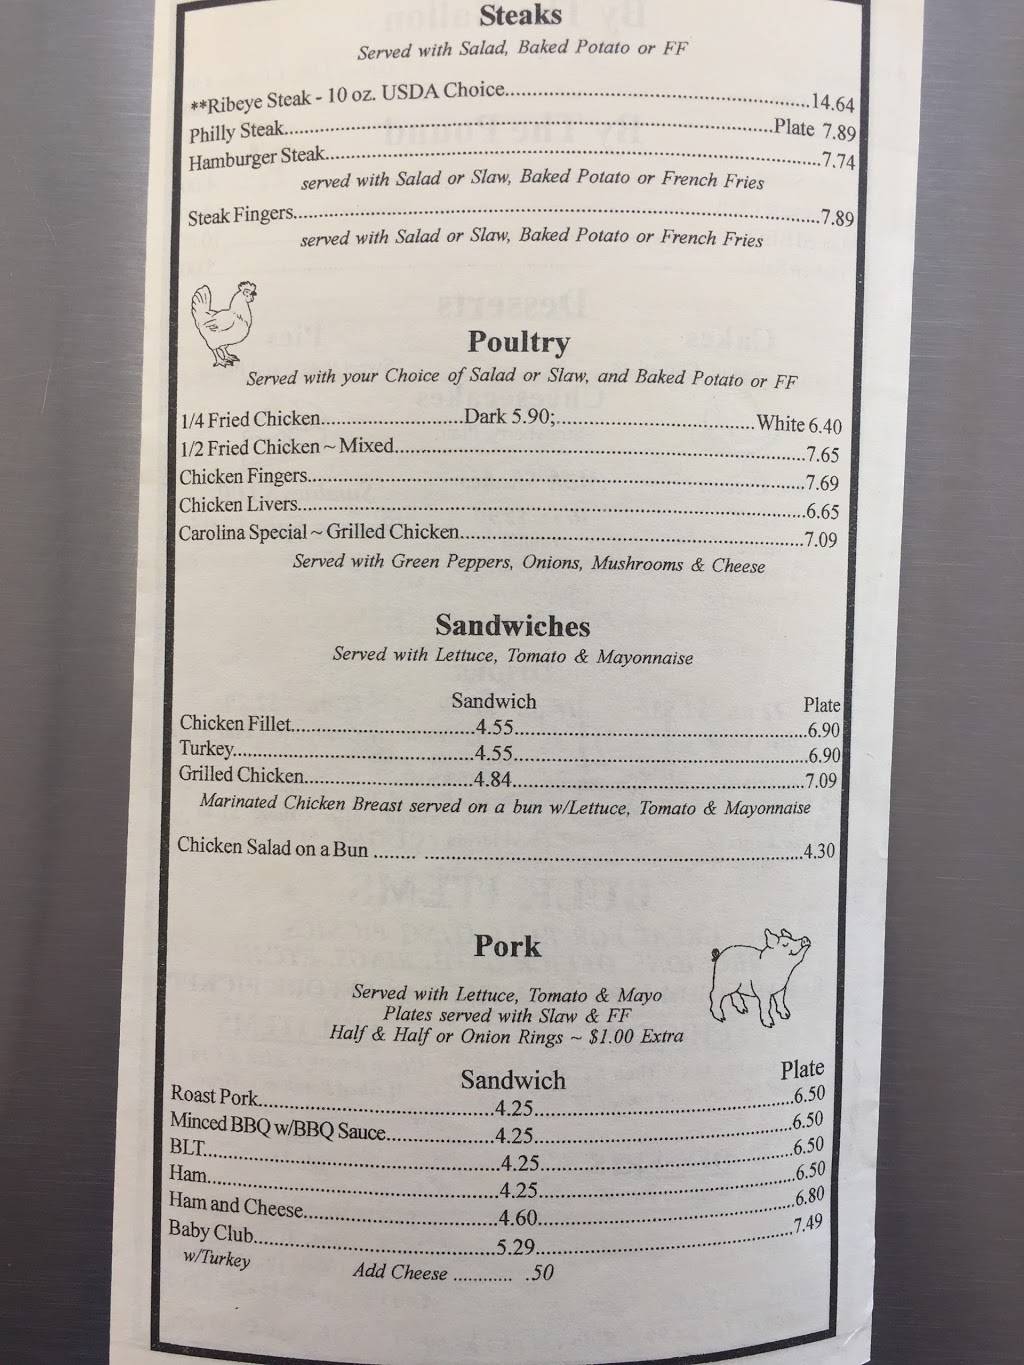 Steaks
Served with Salad, Baked Potato or FF
**Ribeye Steak - 10 oz. USDA Choice..........14.64
Philly Steak..........Plate 7.89
Hamburger Steak..........7.74
served with Salad or Slaw, Baked Potato or French Fries
Steak Fingers..........7.89
served with Salad or Slaw, Baked Potato or French Fries
Poultry
Served with your Choice of Salad or Slaw, and Baked Potato or FF
1/4 Fried Chicken..........Dark 5.90;..........White 6.40
1/2 Fried Chicken ~ Mixed..........7.65
Chicken Fingers..........7.69
Chicken Livers..........6.65
Carolina Special ~ Grilled Chicken..........7.09
Served with Green Peppers, Onions, Mushrooms & Cheese
Sandwiches
Served with Lettuce, Tomato & Mayonnaise
Sandwich Plate
Chicken Fillet..........4.55..........6.90
Turkey..........4.55..........6.90
Grilled Chicken..........4.84..........7.09
Marinated Chicken Breast served on a bun w/Lettuce, Tomato & Mayonnaise
Chicken Salad on a Bun ........ ..........4.30
Pork
Served with Lettuce, Tomato & Mayo
Plates served with Slaw & FF
Half & Half or Onion Rings ~ $1.00 Extra
Sandwich Plate
Roast Pork..........4.25..........6.50
Minced BBQ w/BBQ Sauce..........4.25..........6.50
BLT..........4.25..........6.50
Ham..........4.25..........6.50
Ham and Cheese..........4.60..........6.80
Baby Club..........5.29..........7.49
w/Turkey
Add Cheese ............ .50